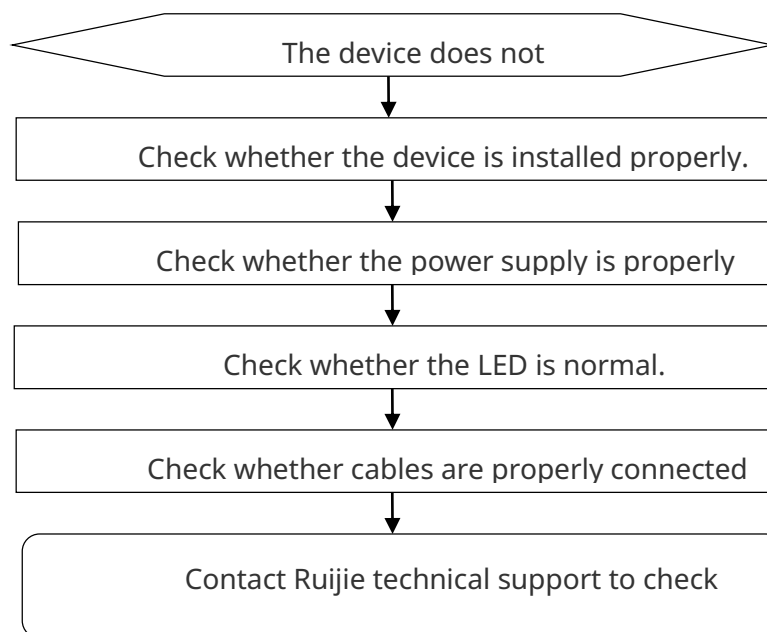 The device does not
Check whether the device is installed properly.
Check whether the power supply is properly
Check whether the LED is normal.
Check whether cables are properly connected
Contact Ruijie technical support to check